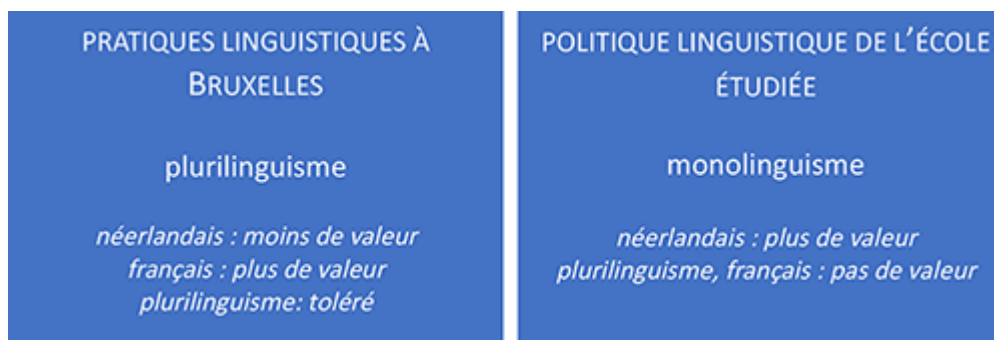 PRATIQUES LINGUISTIQUES À
BRUXELLES
plurilinguisme
néerlandais : moins de valeur
français : plus de valeur
plurilinguisme: toléré
POLITIQUE LINGUISTIQUE DE L’ÉCOLE
ÉTUDIÉE
monolinguisme
néerlandais : plus de valeur
plurilinguisme, français : pas de valeur